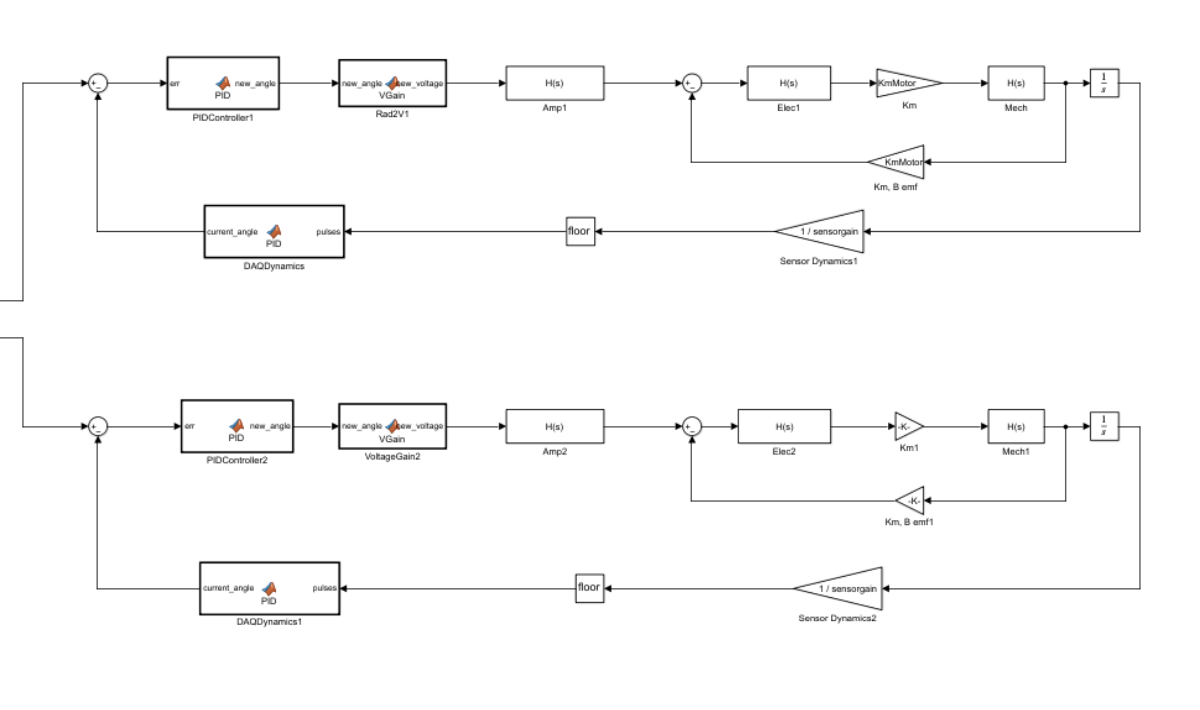 +
-
err
PID
new_angle
PIDController1
new_angle
VGain
new_voltage
Rad2V1
H(s)
Amp1
+
-
H(s)
Elec1
KmMotor
Km
H(s)
Mech
1
s
KmMotor
Km, B emf
current_angle
PID
pulses
DAQDynamics
floor
1 / sensorgain
Sensor Dynamics1
+
-
err
PID
new_angle
PIDController2
new_angle
VGain
new_voltage
VoltageGain2
H(s)
Amp2
+
-
H(s)
Elec2
-K-
Km1
H(s)
Mech1
1
s
-K-
Km, B emf1
current_angle
PID
pulses
DAQDynamics1
floor
1 / sensorgain
Sensor Dynamics2